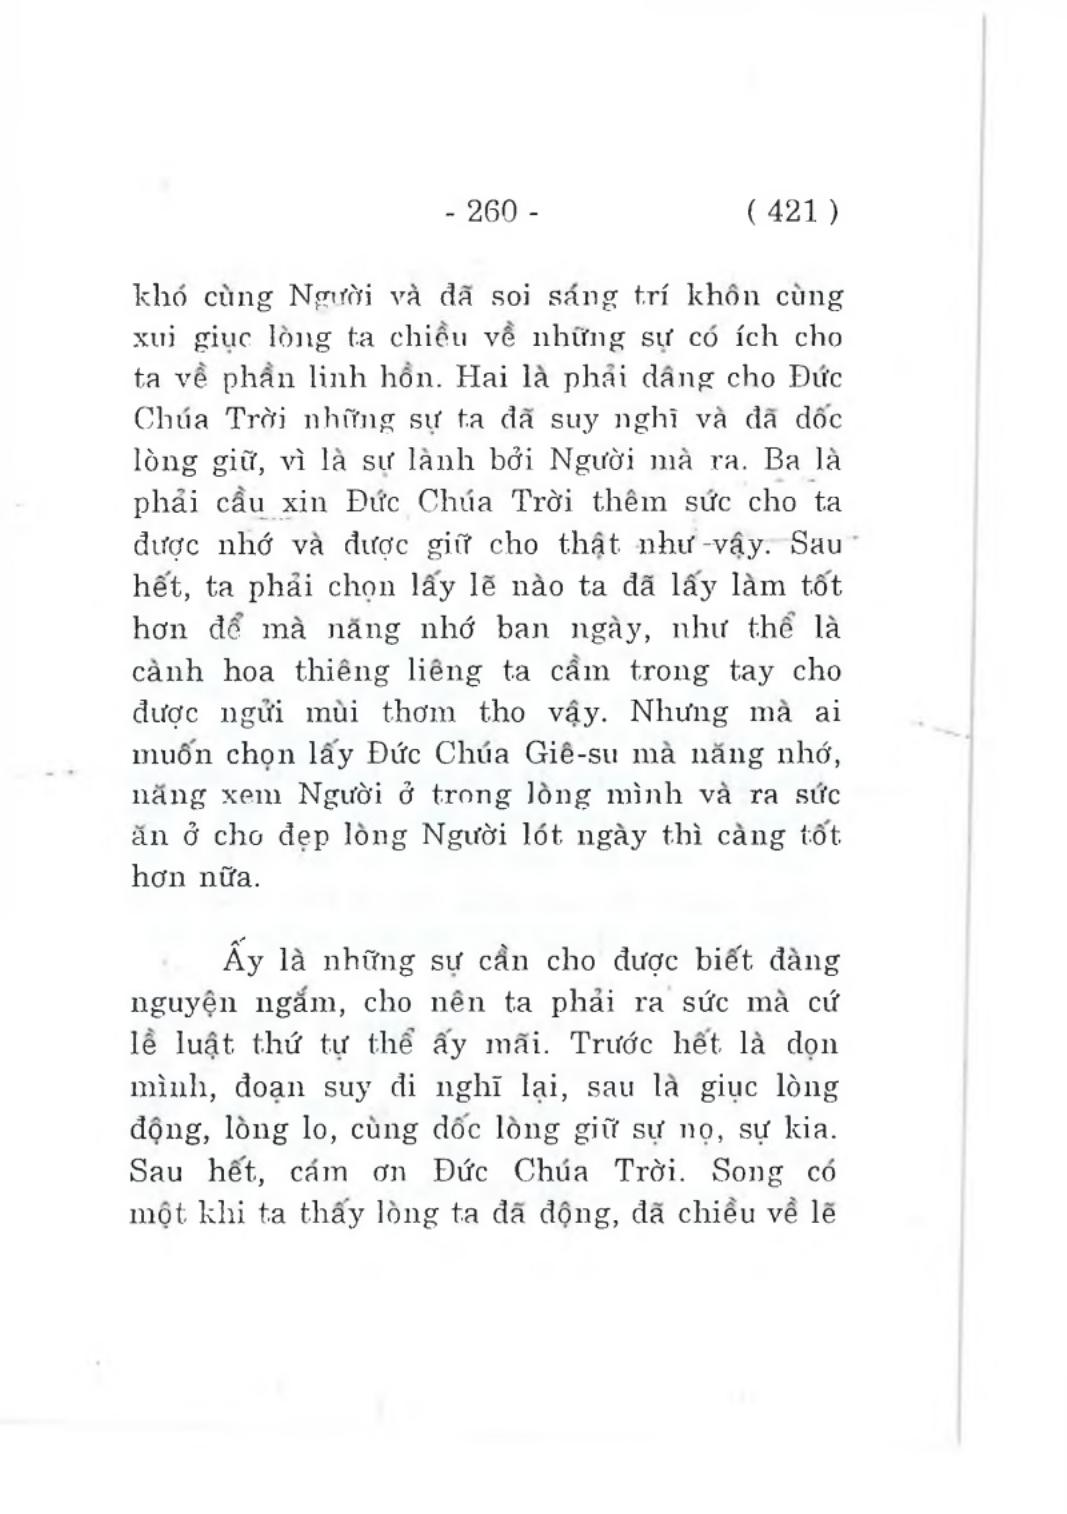 - 260 - ( 421 )
khó cùng Người và đã soi sáng trí khôn cùng
xui giục lòng ta chiều về những sự có ích cho
ta về phần linh hồn. Hai là phải dâng cho Đức
Chúa Trời những sự ta đã suy nghĩ và đã dốc
lòng giữ, vì là sự lành bởi Người mà ra. Ba là
phải cầu xin Đức Chúa Trời thêm sức cho ta
được nhớ và được giữ cho thật như vậy. Sau
hết, ta phải chọn lấy lẽ nào ta đã lấy làm tốt
hơn để mà năng nhớ ban ngày, như thể là
cành hoa thiêng liêng ta cầm trong tay cho
được ngửi mùi thơm tho vậy. Nhưng mà ai
muốn chọn lấy Đức Chúa Giê-su mà năng nhớ,
năng xem Người ở trong lòng mình và ra sức
ăn ở cho đẹp lòng Người lót ngày thì càng tốt
hơn nữa.
Ấy là những sự cần cho được biết đàng
nguyện ngắm, cho nên ta phải ra sức mà cứ
lề luật thứ tự thể ấy mãi. Trước hết là dọn
mình, đoạn suy đi nghĩ lại, sau là giục lòng
động, lòng lo, cùng dốc lòng giữ sự nọ, sự kia.
Sau hết, cám ơn Đức Chúa Trời. Song có
một khi ta thấy lòng ta đã động, đã chiều về lẽ